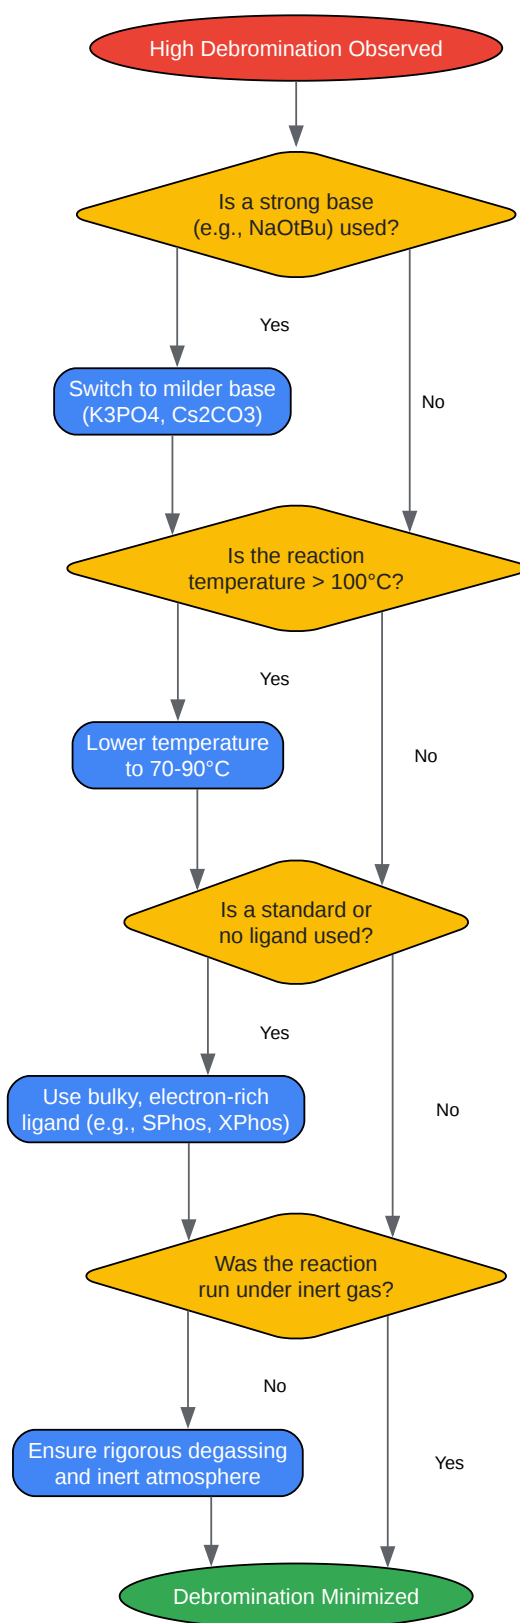 High Debromination Observed
Is a strong base
(e.g., NaOtBu) used?
Yes
Switch to milder base
(K3PO4, Cs2CO3)
No
Is the reaction
temperature > 100°C?
Yes
Lower temperature
to 70-90°C
No
Is a standard or
no ligand used?
Yes
Use bulky, electron-rich
ligand (e.g., SPhos, XPhos)
No
Was the reaction
run under inert gas?
No
Ensure rigorous degassing
and inert atmosphere
Yes
Debromination Minimized